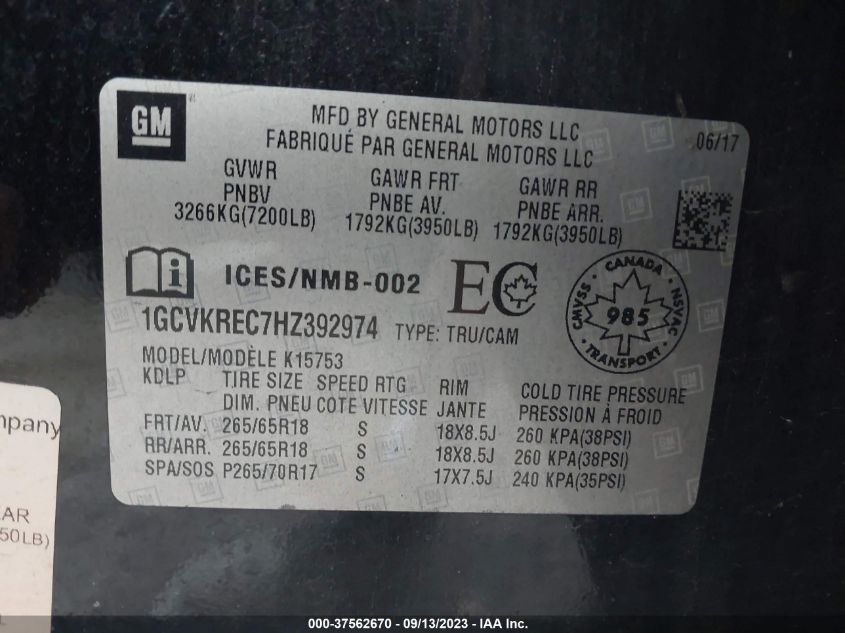 GM
MFD BY GENERAL MOTORS LLC
FABRIQUÉ PAR GENERAL MOTORS LLC
06/17
GVWR GAWR FRT GAWR RR
PNBV PNBE AV. PNBE ARR.
3266KG(7200LB) 1792KG(3950LB) 1792KG(3950LB)
i ICES/NMB-002 EC
CANADA
CMVSS 985 NSVAC
TRANSPORT
1GCVKREC7HZ392974 TYPE: TRU/CAM
MODEL/MODÈLE K15753
KDLP TIRE SIZE SPEED RTG RIM COLD TIRE PRESSURE
DIM. PNEU COTE VITESSE JANTE PRESSION À FROID
FRT/AV. 265/65R18 S 18X8.5J 260 KPA(38PSI)
RR/ARR. 265/65R18 S 18X8.5J 260 KPA(38PSI)
SPA/SOS P265/70R17 S 17X7.5J 240 KPA(35PSI)
mpany
EAR
50LB)
000-37562670 - 09/13/2023 - IAA Inc.